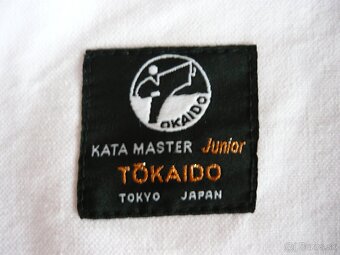 TOKAIDO
KATA MASTER Junior
TŌKAIDO
TOKYO JAPAN